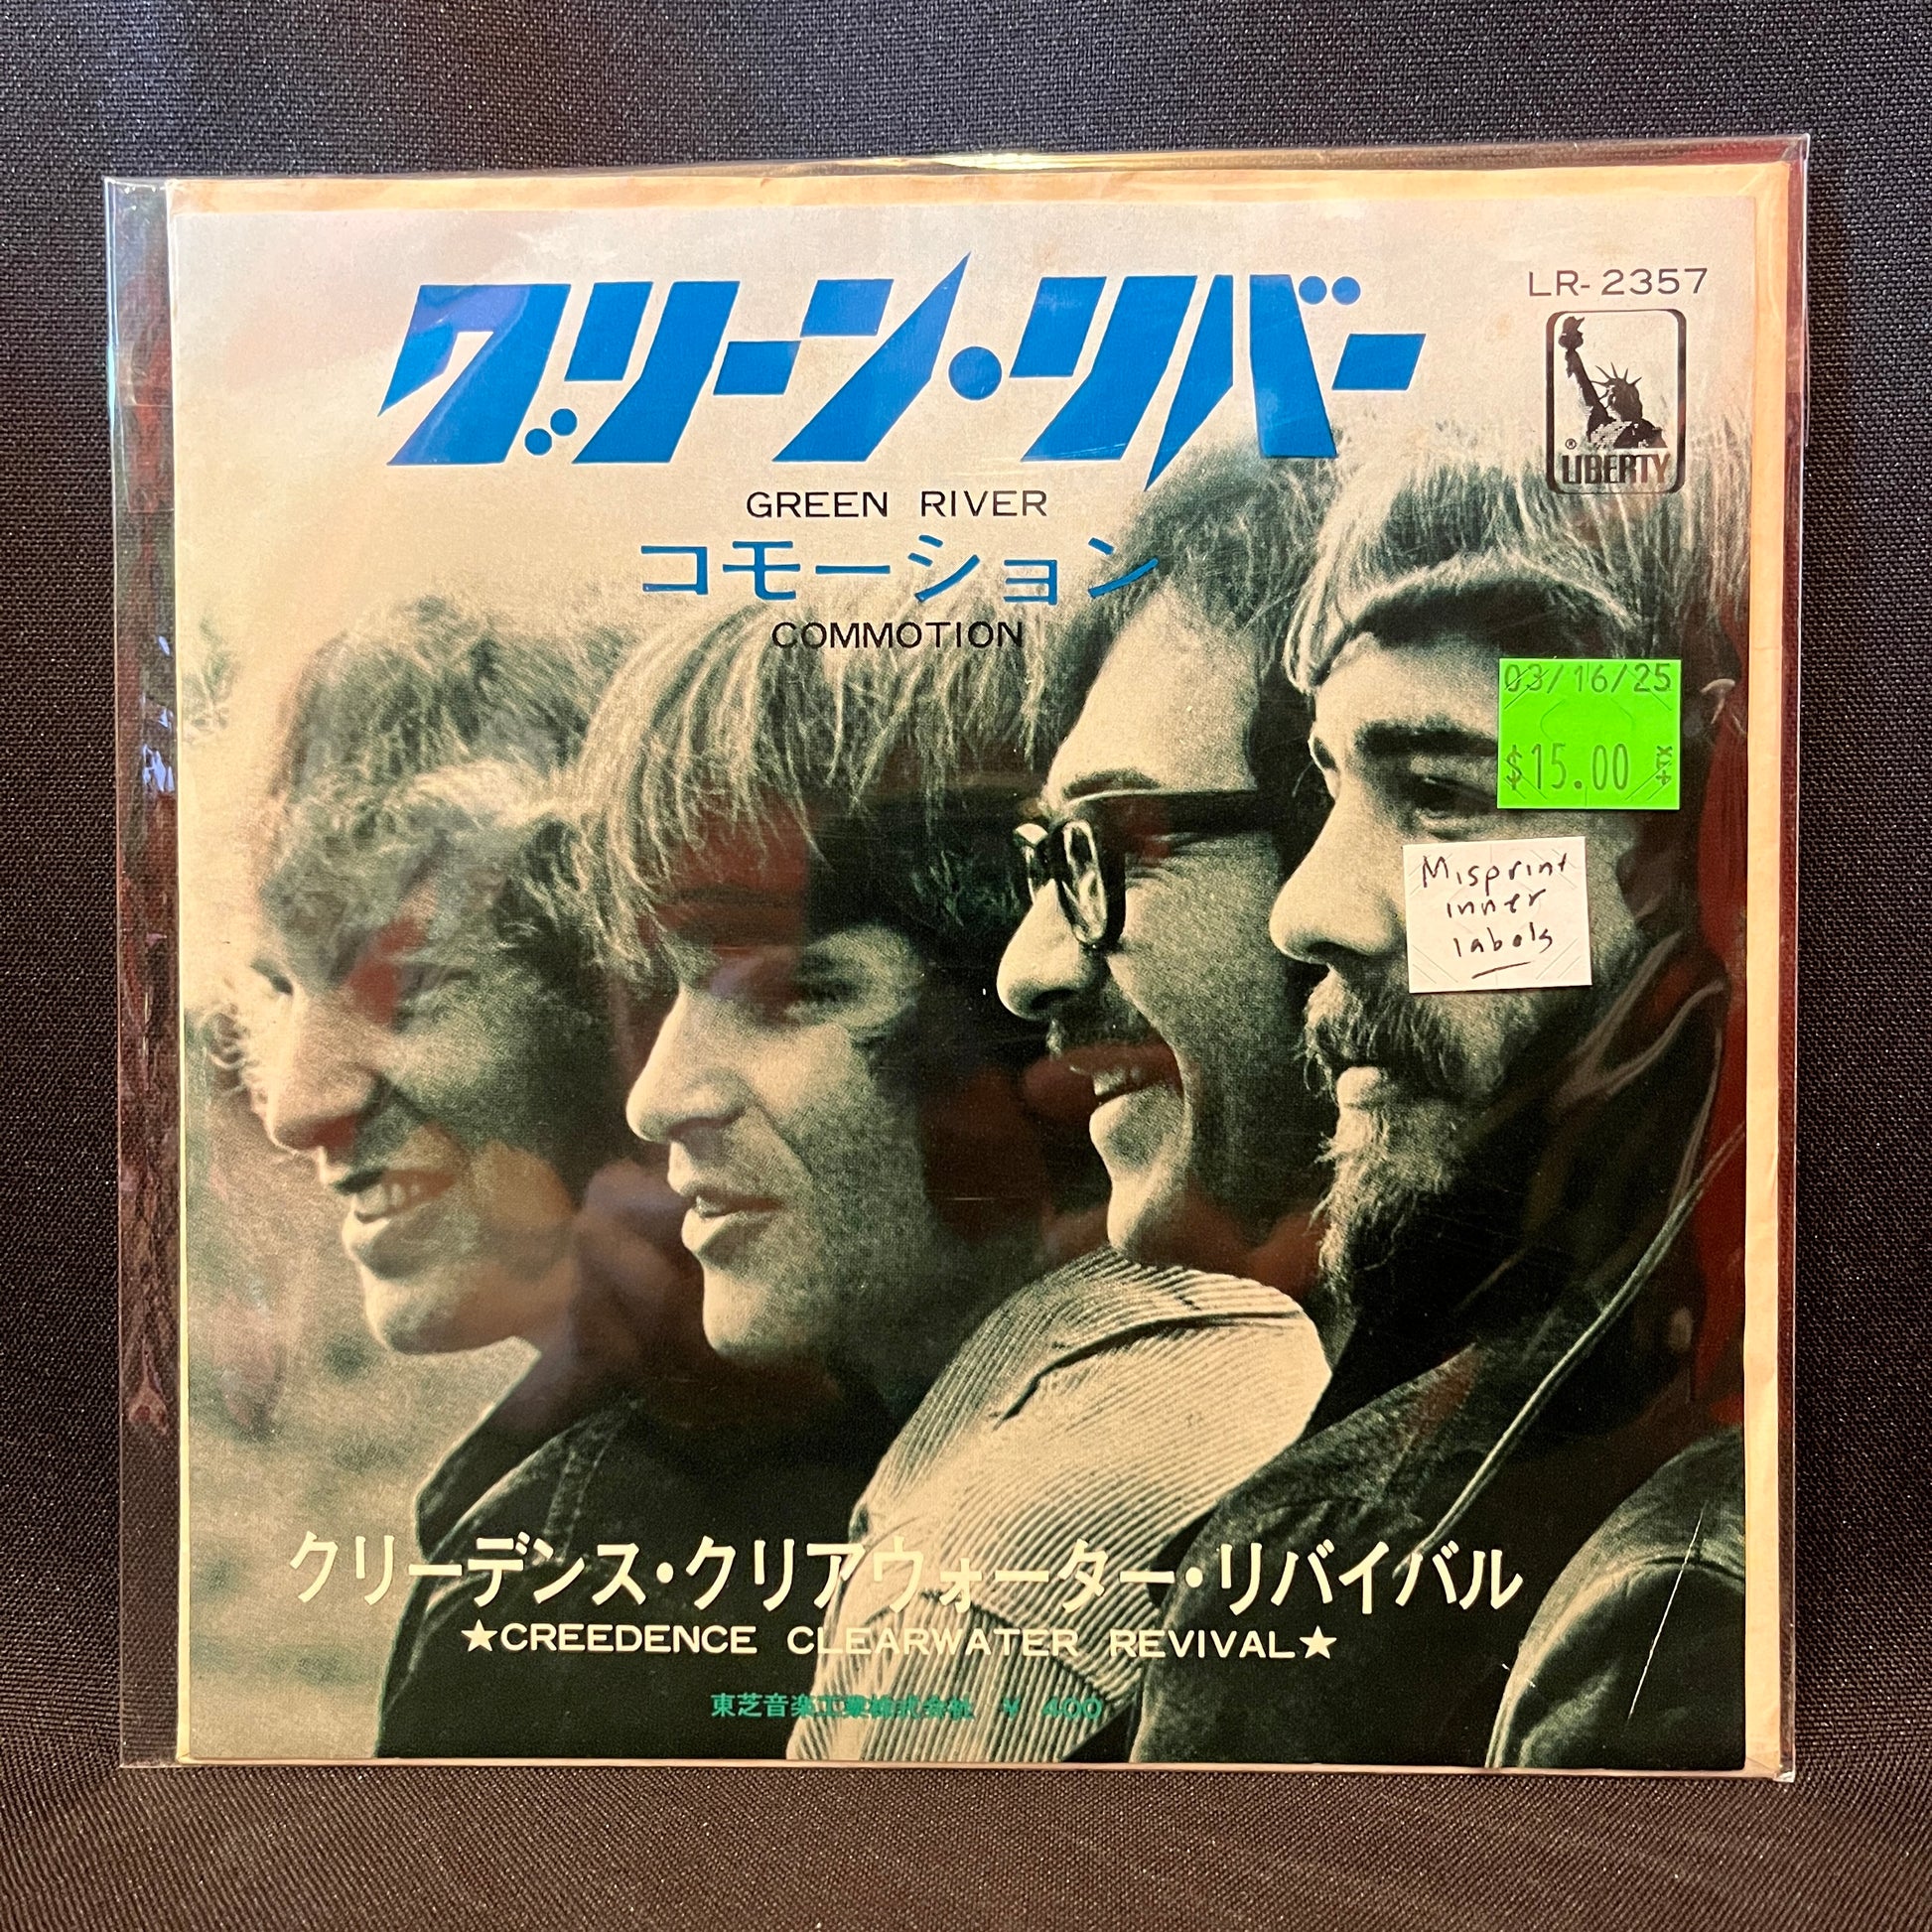 グリーン・リバー
LR-2357
GREEN RIVER
® LIBERTY
コモーション
COMMOTION
03/16/25
$15.00
Misprint
inner
labels
クリーデンス・クリアウォーター・リバイバル
★CREEDENCE CLEARWATER REVIVAL★
東芝音楽工業株式会社 ¥ 400